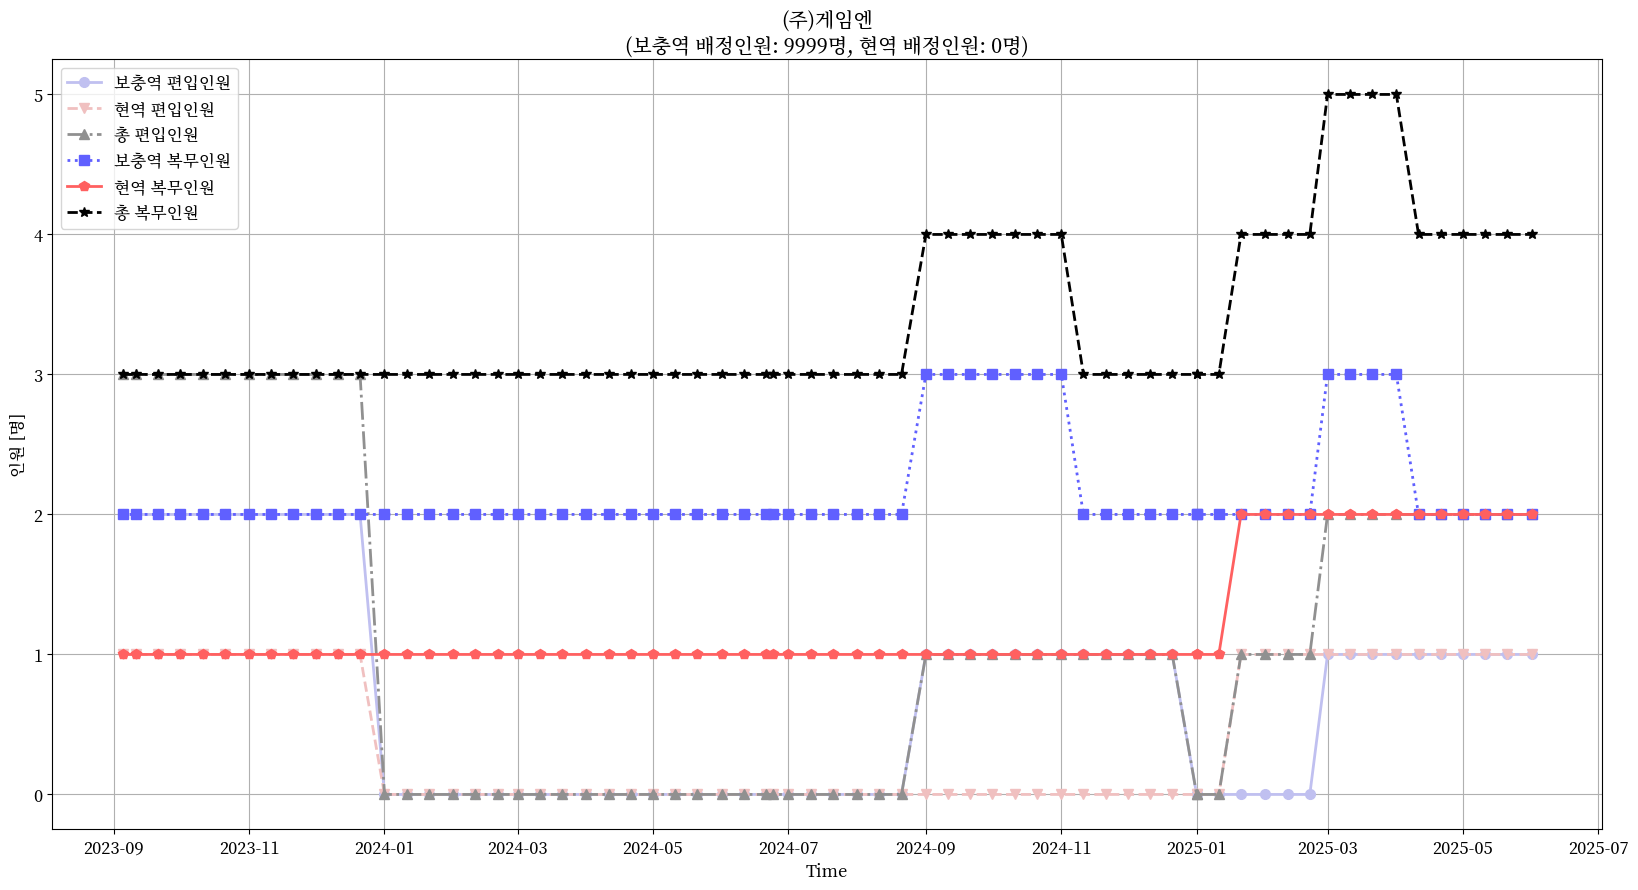 (주)게임엔
(보충역 배정인원: 9999명, 현역 배정인원: 0명)
보충역 편입인원
현역 편입인원
총 편입인원
보충역 복무인원
현역 복무인원
총 복무인원
5
4
3
2
1
0
인원 [명]
2023-09 2023-11 2024-01 2024-03 2024-05 2024-07 2024-09 2024-11 2025-01 2025-03 2025-05 2025-07
Time